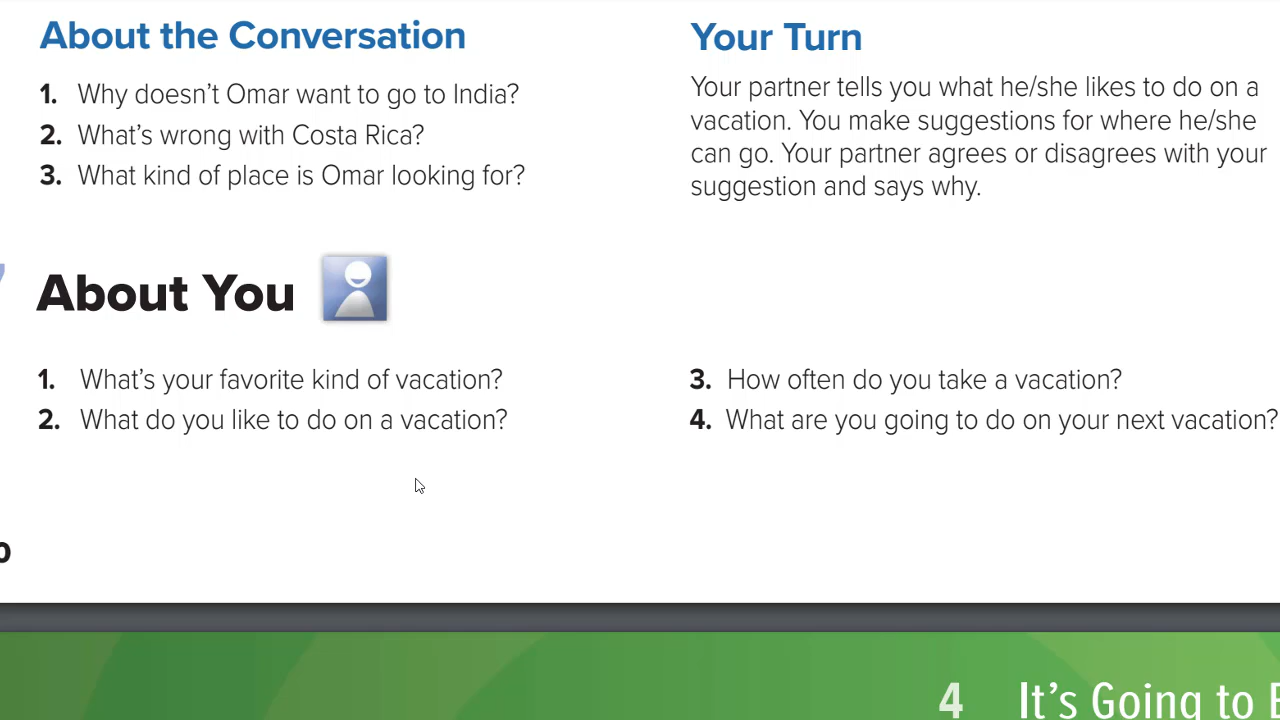 About the Conversation
1. Why doesn't Omar want to go to India?
2. What's wrong with Costa Rica?
3. What kind of place is Omar looking for?
Your Turn
Your partner tells you what he/she likes to do on a
vacation. You make suggestions for where he/she
can go. Your partner agrees or disagrees with your
suggestion and says why.
About You
1. What's your favorite kind of vacation?
2. What do you like to do on a vacation?
3. How often do you take a vacation?
4. What are you going to do on your next vacation?
4 It's Going to